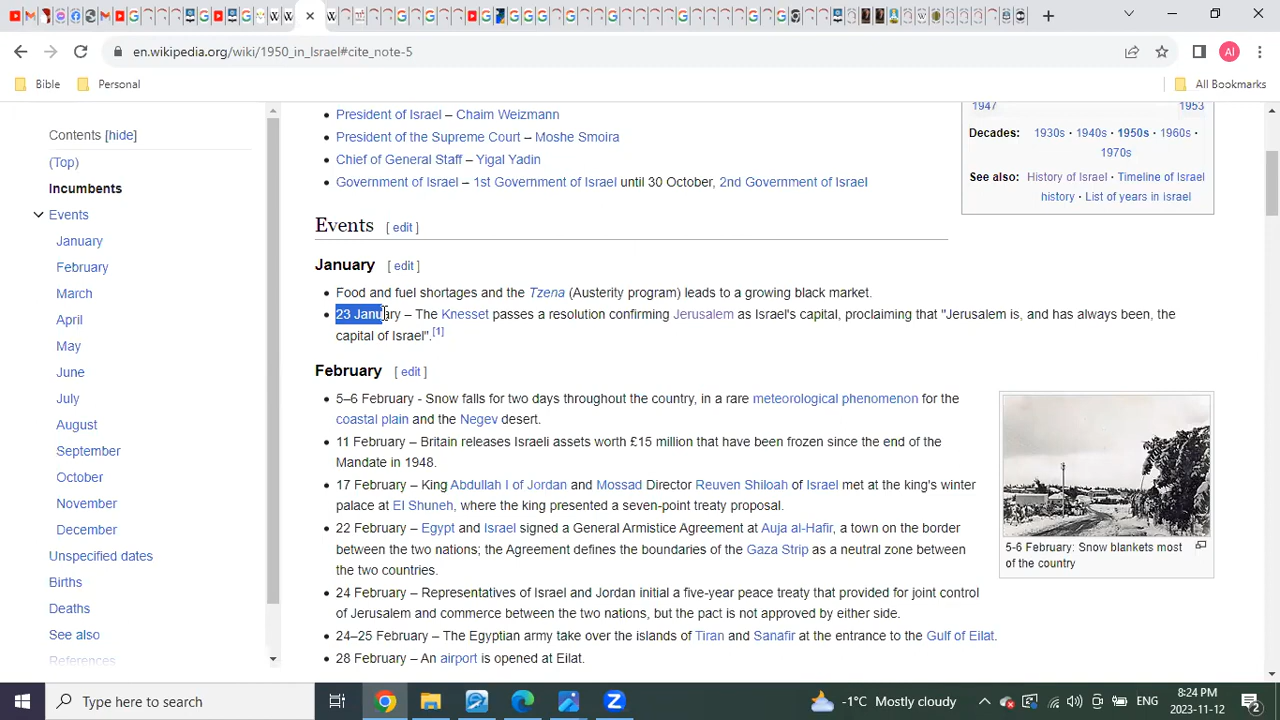 en.wikipedia.org/wiki/1950_in_Israel#cite_note-5
AI
Bible
Personal
All Bookmarks
Contents [hide]
(Top)
Incumbents
Events
January
February
March
April
May
June
July
August
September
October
November
December
Unspecified dates
Births
Deaths
See also
References
President of Israel – Chaim Weizmann
President of the Supreme Court – Moshe Smoira
Chief of General Staff – Yigal Yadin
Government of Israel – 1st Government of Israel until 30 October, 2nd Government of Israel
1947 1953
Decades: 1930s · 1940s · 1950s · 1960s ·
1970s
See also: History of Israel · Timeline of Israel
history · List of years in israel
Events [ edit ]
January [ edit ]
Food and fuel shortages and the Tzena (Austerity program) leads to a growing black market.
23 January – The Knesset passes a resolution confirming Jerusalem as Israel's capital, proclaiming that "Jerusalem is, and has always been, the
capital of Israel".[1]
February [ edit ]
5–6 February - Snow falls for two days throughout the country, in a rare meteorological phenomenon for the
coastal plain and the Negev desert.
11 February – Britain releases Israeli assets worth £15 million that have been frozen since the end of the
Mandate in 1948.
17 February – King Abdullah I of Jordan and Mossad Director Reuven Shiloah of Israel met at the king's winter
palace at El Shuneh, where the king presented a seven-point treaty proposal.
22 February – Egypt and Israel signed a General Armistice Agreement at Auja al-Hafir, a town on the border
between the two nations; the Agreement defines the boundaries of the Gaza Strip as a neutral zone between
the two countries.
24 February – Representatives of Israel and Jordan initial a five-year peace treaty that provided for joint control
of Jerusalem and commerce between the two nations, but the pact is not approved by either side.
24–25 February – The Egyptian army take over the islands of Tiran and Sanafir at the entrance to the Gulf of Eilat.
28 February – An airport is opened at Eilat.
5-6 February: Snow blankets most
of the country
Type here to search
-1°C Mostly cloudy
ENG
8:24 PM
2023-11-12
2